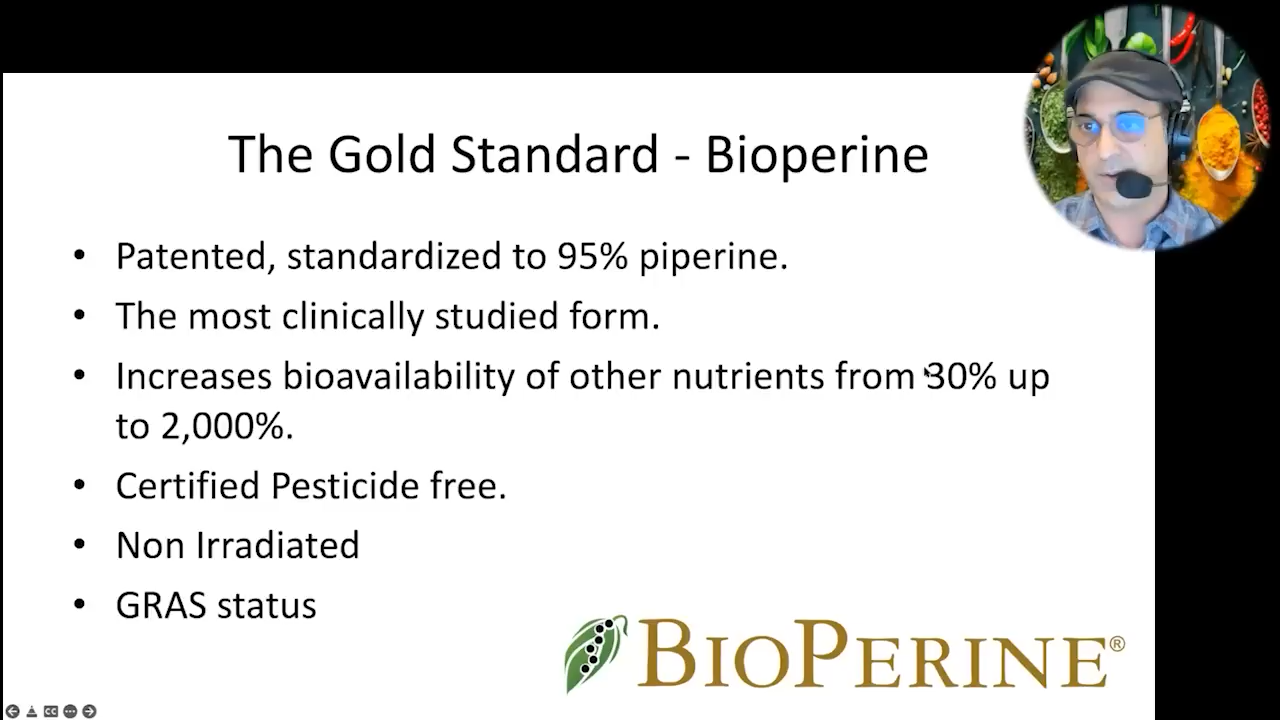 The Gold Standard - Bioperine
• Patented, standardized to 95% piperine.
• The most clinically studied form.
• Increases bioavailability of other nutrients from 30% up
to 2,000%.
• Certified Pesticide free.
• Non Irradiated
• GRAS status
BIOPERINE®
CC